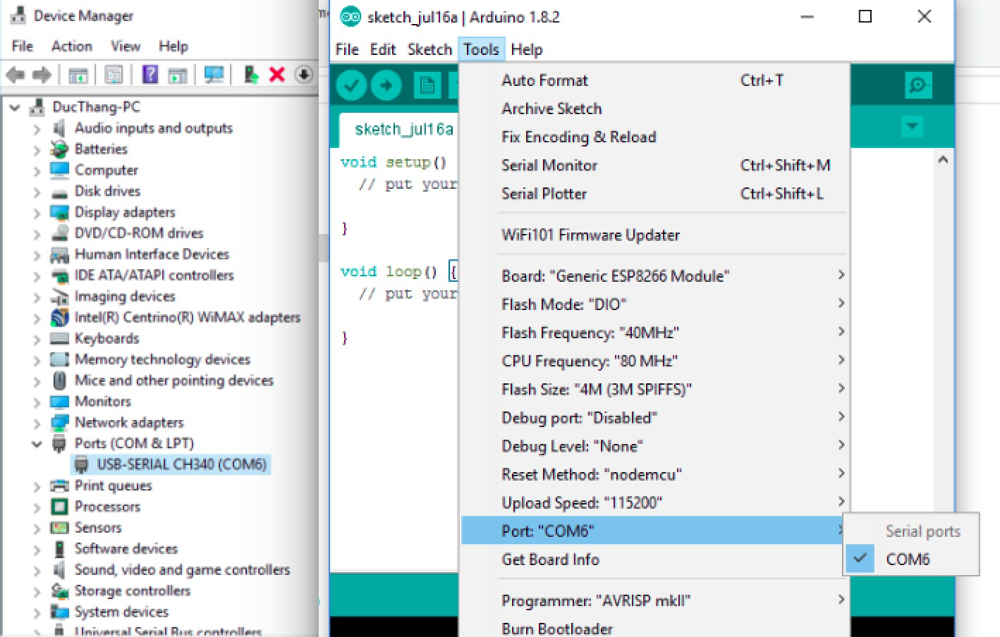 Device Manager
File Action View Help
DucThang-PC
Audio inputs and outputs
Batteries
Computer
Disk drives
Display adapters
DVD/CD-ROM drives
Human Interface Devices
IDE ATA/ATAPI controllers
Imaging devices
Intel(R) Centrino(R) WiMAX adapters
Keyboards
Memory technology devices
Mice and other pointing devices
Monitors
Network adapters
Ports (COM & LPT)
USB-SERIAL CH340 (COM6)
Print queues
Processors
Sensors
Software devices
Sound, video and game controllers
Storage controllers
System devices
Universal Serial Bus controllers
sketch_jul16a | Arduino 1.8.2
File Edit Sketch Tools Help
sketch_jul16a
void setup()
// put your
}
void loop() {
// put your
}
Auto Format Ctrl+T
Archive Sketch
Fix Encoding & Reload
Serial Monitor Ctrl+Shift+M
Serial Plotter Ctrl+Shift+L
WiFi101 Firmware Updater
Board: "Generic ESP8266 Module"
Flash Mode: "DIO"
Flash Frequency: "40MHz"
CPU Frequency: "80 MHz"
Flash Size: "4M (3M SPIFFS)"
Debug port: "Disabled"
Debug Level: "None"
Reset Method: "nodemcu"
Upload Speed: "115200"
Port: "COM6"
Get Board Info
Programmer: "AVRISP mkII"
Burn Bootloader
Serial ports
COM6